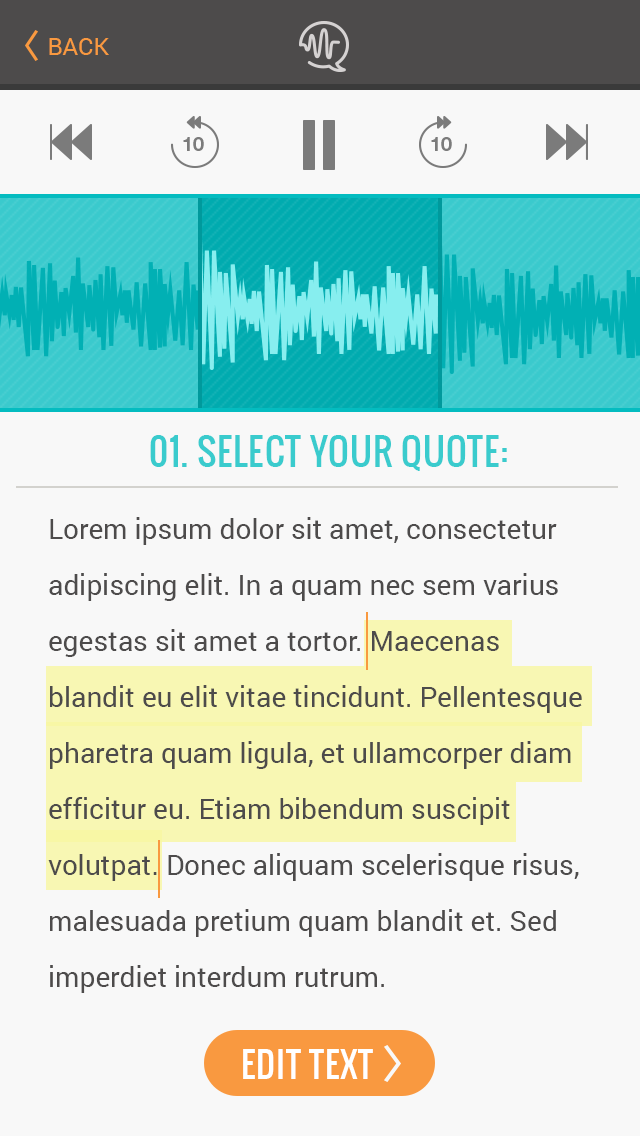 BACK
10
10
01. SELECT YOUR QUOTE:
Lorem ipsum dolor sit amet, consectetur
adipiscing elit. In a quam nec sem varius
egestas sit amet a tortor. Maecenas
blandit eu elit vitae tincidunt. Pellentesque
pharetra quam ligula, et ullamcorper diam
efficitur eu. Etiam bibendum suscipit
volutpat. Donec aliquam scelerisque risus,
malesuada pretium quam blandit et. Sed
imperdiet interdum rutrum.
EDIT TEXT